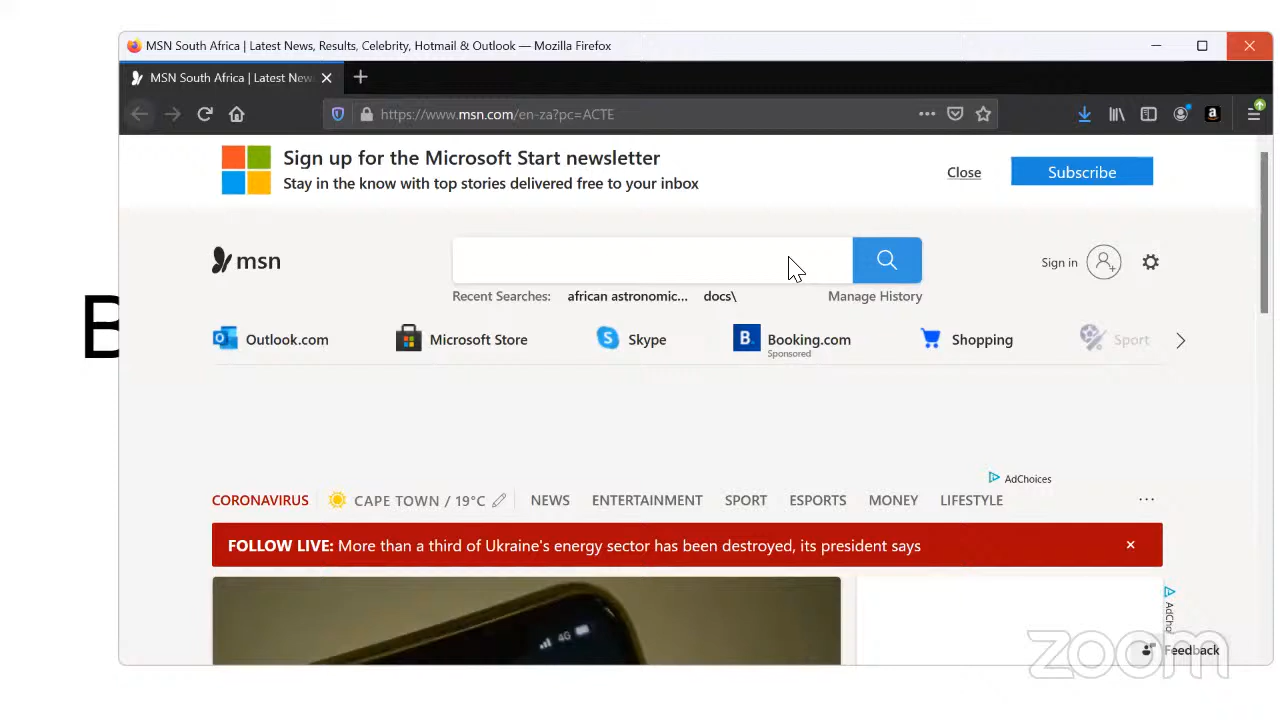 MSN South Africa | Latest News, Results, Celebrity, Hotmail & Outlook — Mozilla Firefox
MSN South Africa | Latest New
https://www.msn.com/en-za?pc=ACTE
a
Sign up for the Microsoft Start newsletter
Stay in the know with top stories delivered free to your inbox
Close
Subscribe
msn
Sign in
Recent Searches: african astronomic... docs\ Manage History
B
Outlook.com Microsoft Store Skype B. Booking.com Shopping Sport
Sponsored
AdChoices
CORONAVIRUS CAPE TOWN / 19°C NEWS ENTERTAINMENT SPORT ESPORTS MONEY LIFESTYLE ...
FOLLOW LIVE: More than a third of Ukraine's energy sector has been destroyed, its president says
4G
AdChoi
zoom
Feedback